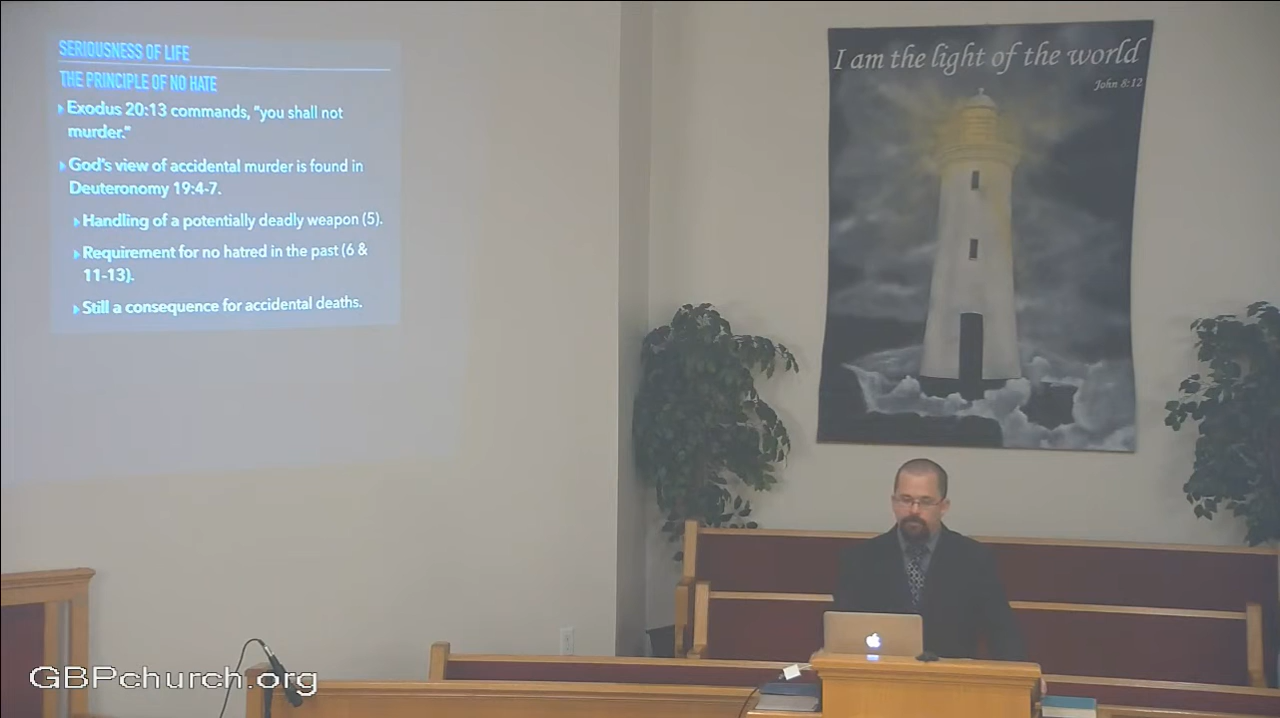 SERIOUSNESS OF LIFE
THE PRINCIPLE OF NO HATE
Exodus 20:13 commands, "you shall not
murder."
God's view of accidental murder is found in
Deuteronomy 19:4-7.
Handling of a potentially deadly weapon (5).
Requirement for no hatred in the past (6 &
11-13).
Still a consequence for accidental deaths.
I am the light of the world
John 8:12
GBPchurch.org